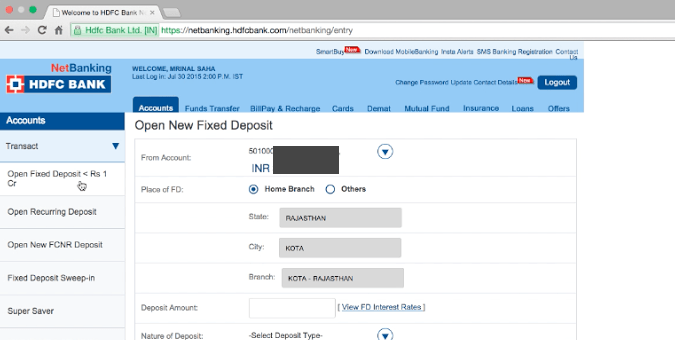 Welcome to HDFC Bank N
Hdfc Bank Ltd. [IN] https://netbanking.hdfcbank.com/netbanking/entry
SmartBuy New Download MobileBanking Insta Alerts SMS Banking Registration Contact Us
NetBanking
HDFC BANK
WELCOME, MRINAL SAHA
Last Log in: Jul 30 2015 2:00 P.M. IST
Change Password Update Contact Details New Logout
Accounts Funds Transfer BillPay & Recharge Cards Demat Mutual Fund Insurance Loans Offers
Accounts
Transact
Open Fixed Deposit < Rs 1
Cr
Open Recurring Deposit
Open New FCNR Deposit
Fixed Deposit Sweep-in
Super Saver
Open New Fixed Deposit
From Account:
501000
INR
Place of FD: Home Branch Others
State: RAJASTHAN
City: KOTA
Branch: KOTA - RAJASTHAN
Deposit Amount: [ View FD Interest Rates ]
Nature of Deposit: -Select Deposit Type-